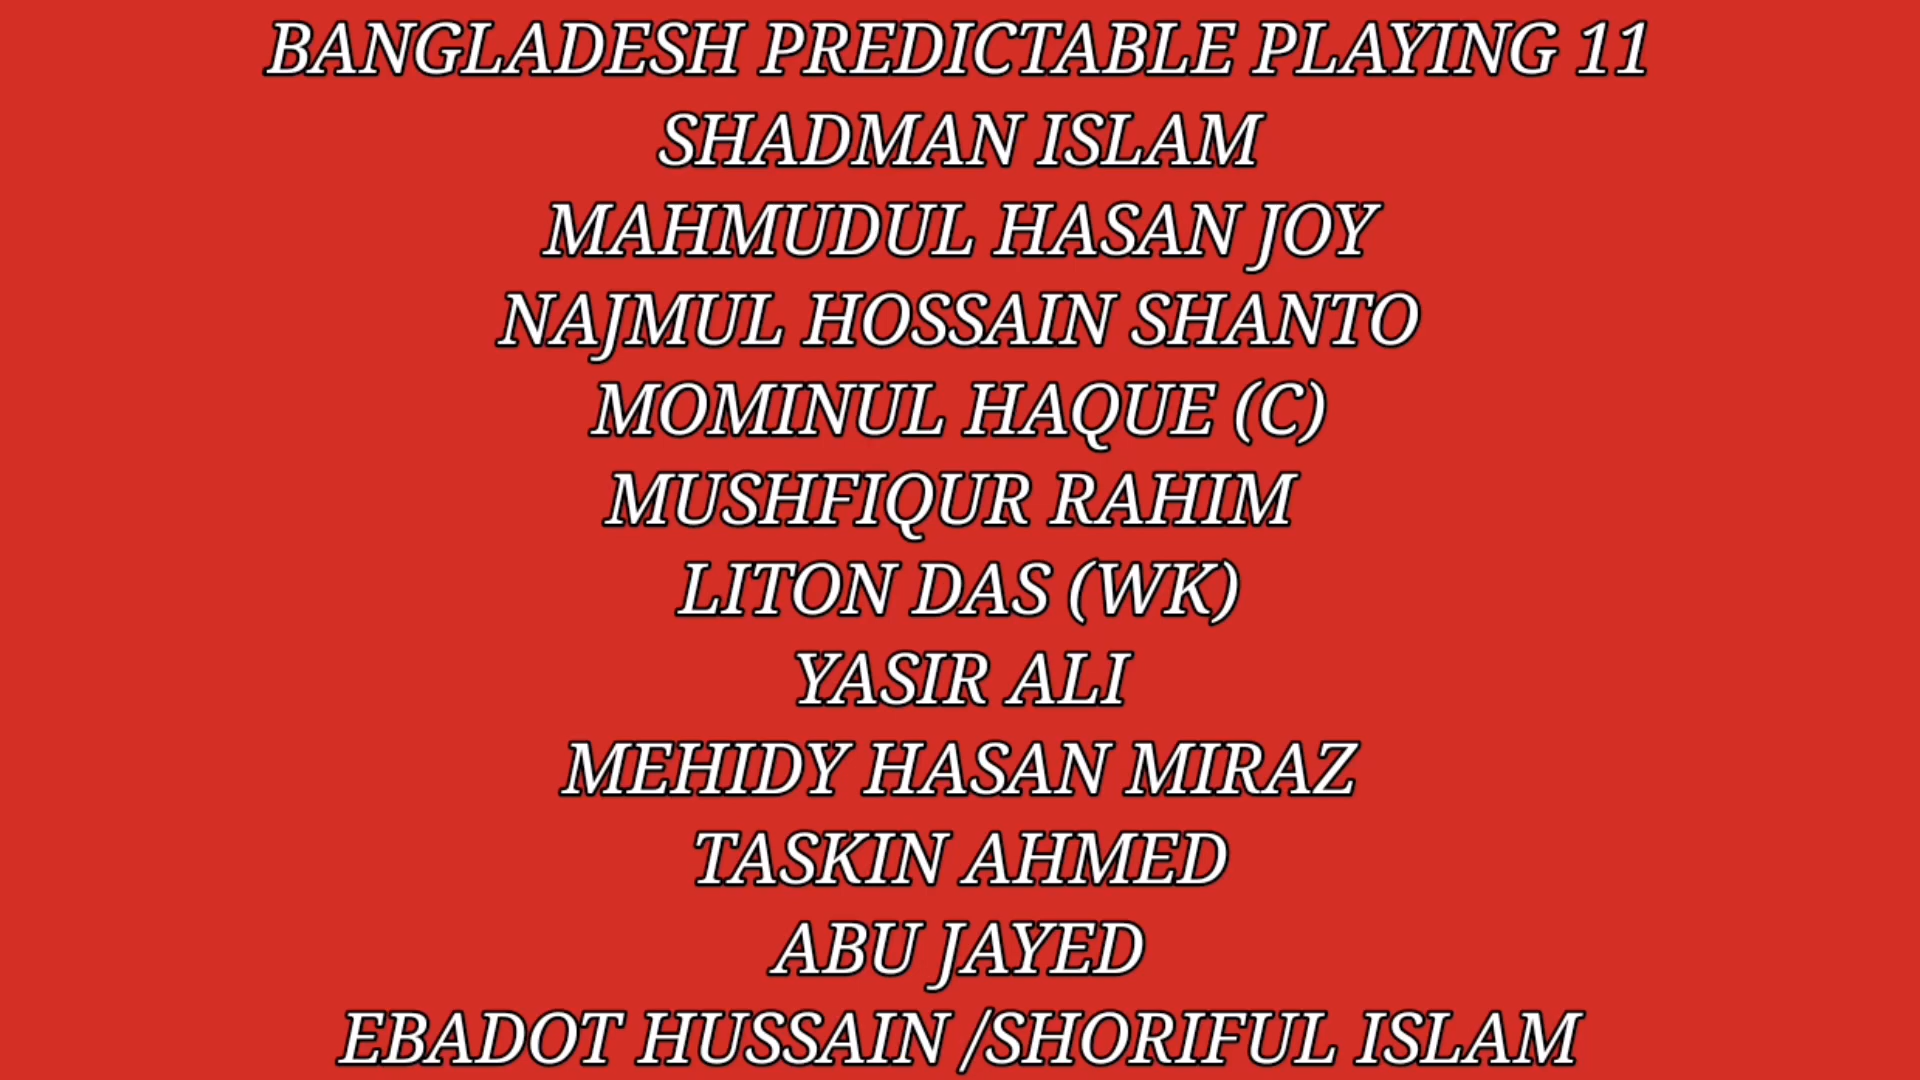 BANGLADESH PREDICTABLE PLAYING 11
SHADMAN ISLAM
MAHMUDUL HASAN JOY
NAJMUL HOSSAIN SHANTO
MOMINUL HAQUE (C)
MUSHFIQUR RAHIM
LITON DAS (WK)
YASIR ALI
MEHIDY HASAN MIRAZ
TASKIN AHMED
ABU JAYED
EBADOT HUSSAIN /SHORIFUL ISLAM